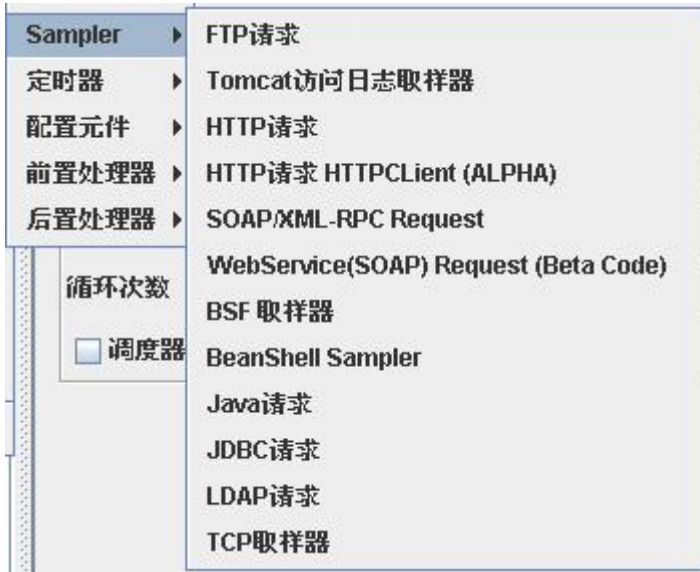 Sampler
定时器
配置元件
前置处理器
后置处理器
循环次数
调度器
FTP请求
Tomcat访问日志取样器
HTTP请求
HTTP请求 HTTPCLient (ALPHA)
SOAP/XML-RPC Request
WebService(SOAP) Request (Beta Code)
BSF 取样器
BeanShell Sampler
Java请求
JDBC请求
LDAP请求
TCP取样器